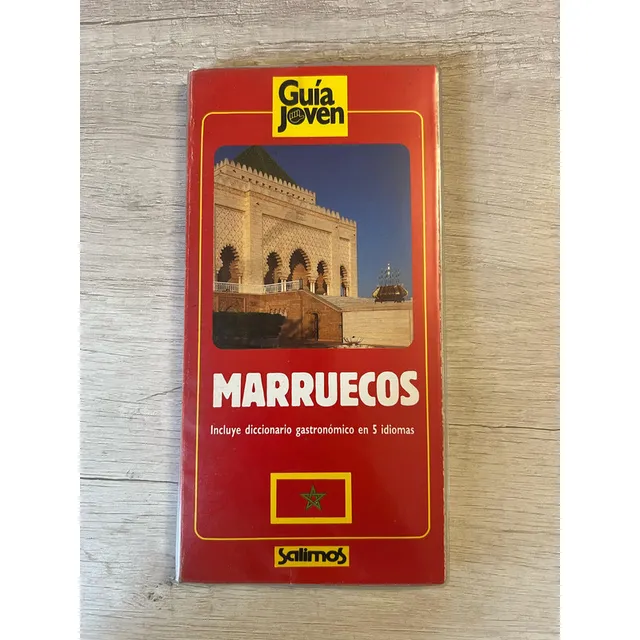 Guía
Joven
MARRUECOS
Incluye diccionario gastronómico en 5 idiomas
Salimos